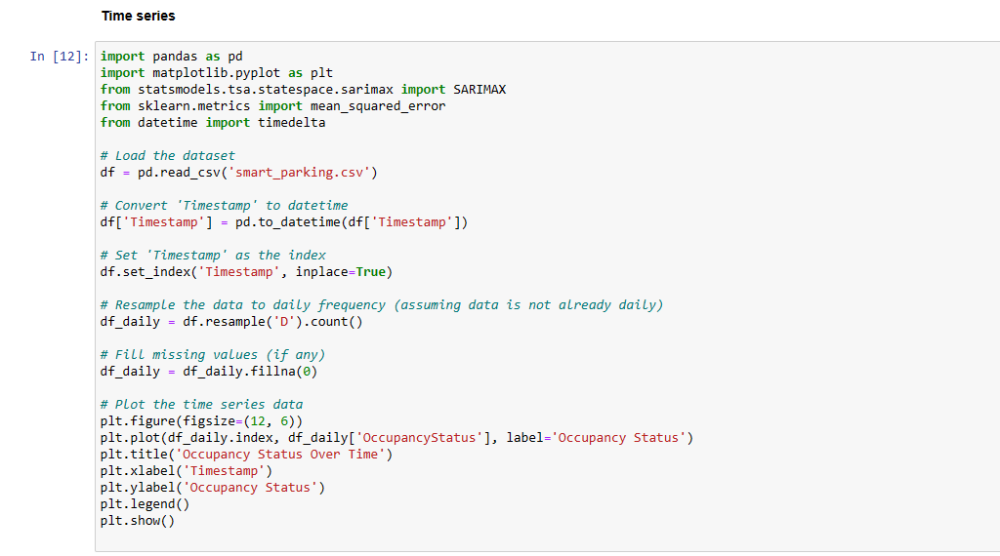 Time series
In [12]: import pandas as pd
import matplotlib.pyplot as plt
from statsmodels.tsa.statespace.sarimax import SARIMAX
from sklearn.metrics import mean_squared_error
from datetime import timedelta
# Load the dataset
df = pd.read_csv('smart_parking.csv')
# Convert 'Timestamp' to datetime
df['Timestamp'] = pd.to_datetime(df['Timestamp'])
# Set 'Timestamp' as the index
df.set_index('Timestamp', inplace=True)
# Resample the data to daily frequency (assuming data is not already daily)
df_daily = df.resample('D').count()
# Fill missing values (if any)
df_daily = df_daily.fillna(0)
# Plot the time series data
plt.figure(figsize=(12, 6))
plt.plot(df_daily.index, df_daily['OccupancyStatus'], label='Occupancy Status')
plt.title('Occupancy Status Over Time')
plt.xlabel('Timestamp')
plt.ylabel('Occupancy Status')
plt.legend()
plt.show()